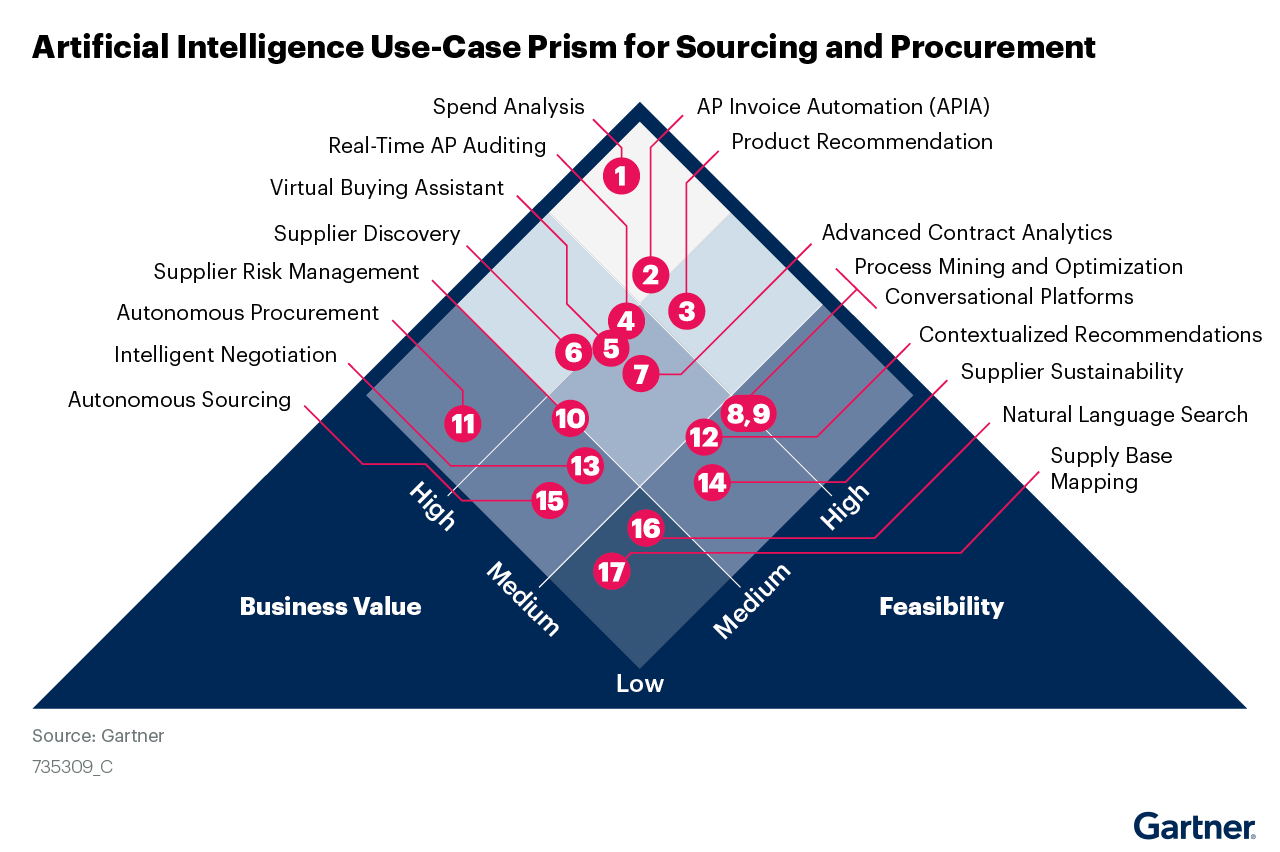 Artificial Intelligence Use-Case Prism for Sourcing and Procurement
Spend Analysis
AP Invoice Automation (APIA)
Real-Time AP Auditing
Product Recommendation
Virtual Buying Assistant
Supplier Discovery
Advanced Contract Analytics
Supplier Risk Management
Process Mining and Optimization
Conversational Platforms
Autonomous Procurement
Contextualized Recommendations
Intelligent Negotiation
Supplier Sustainability
Autonomous Sourcing
Natural Language Search
Supply Base
Mapping
1
2
3
4
5
6
7
8,9
10
11
12
13
14
15
16
17
High
High
Medium
Medium
Business Value
Feasibility
Low
Source: Gartner
735309_C
Gartner®